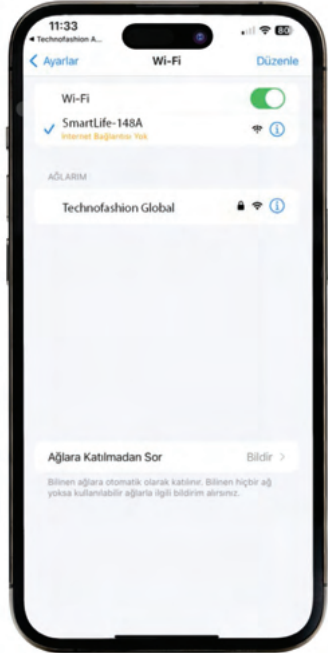 11:33
80
◀ Technofashion A...
Ayarlar
Wi-Fi
Düzenle
Wi-Fi
SmartLife-148A
İnternet Bağlantısı Yok
AĞLARIM
Technofashion Global
Ağlara Katılmadan Sor
Bildir
Bilinen ağlara otomatik olarak katılınır. Bilinen hiçbir ağ
yoksa kullanılabilir ağlarla ilgili bildirim alırsınız.